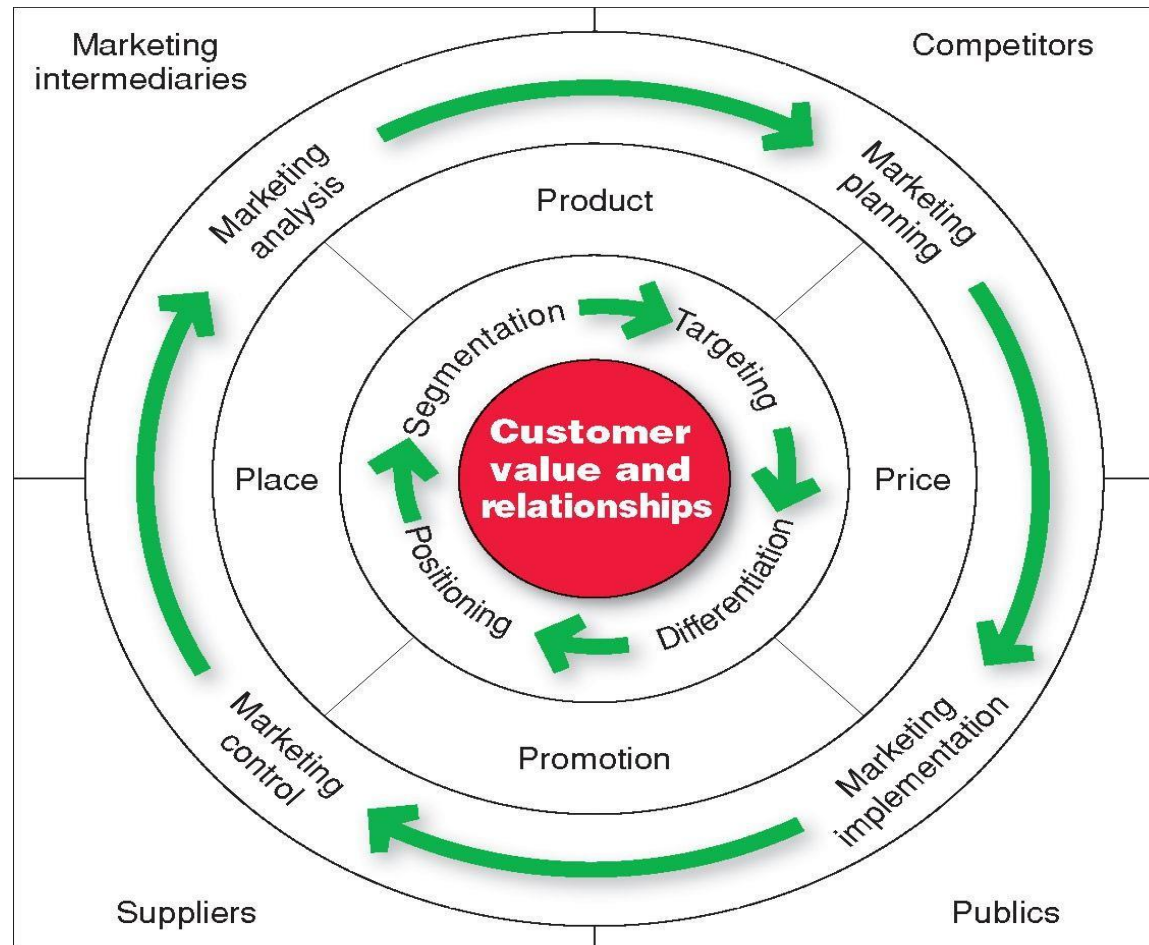 Marketing
intermediaries
Competitors
Marketing
analysis
Marketing
planning
Product
Segmentation
Targeting
Customer
value and
relationships
Place
Price
Positioning
Differentiation
Promotion
Marketing
control
Marketing
implementation
Suppliers
Publics